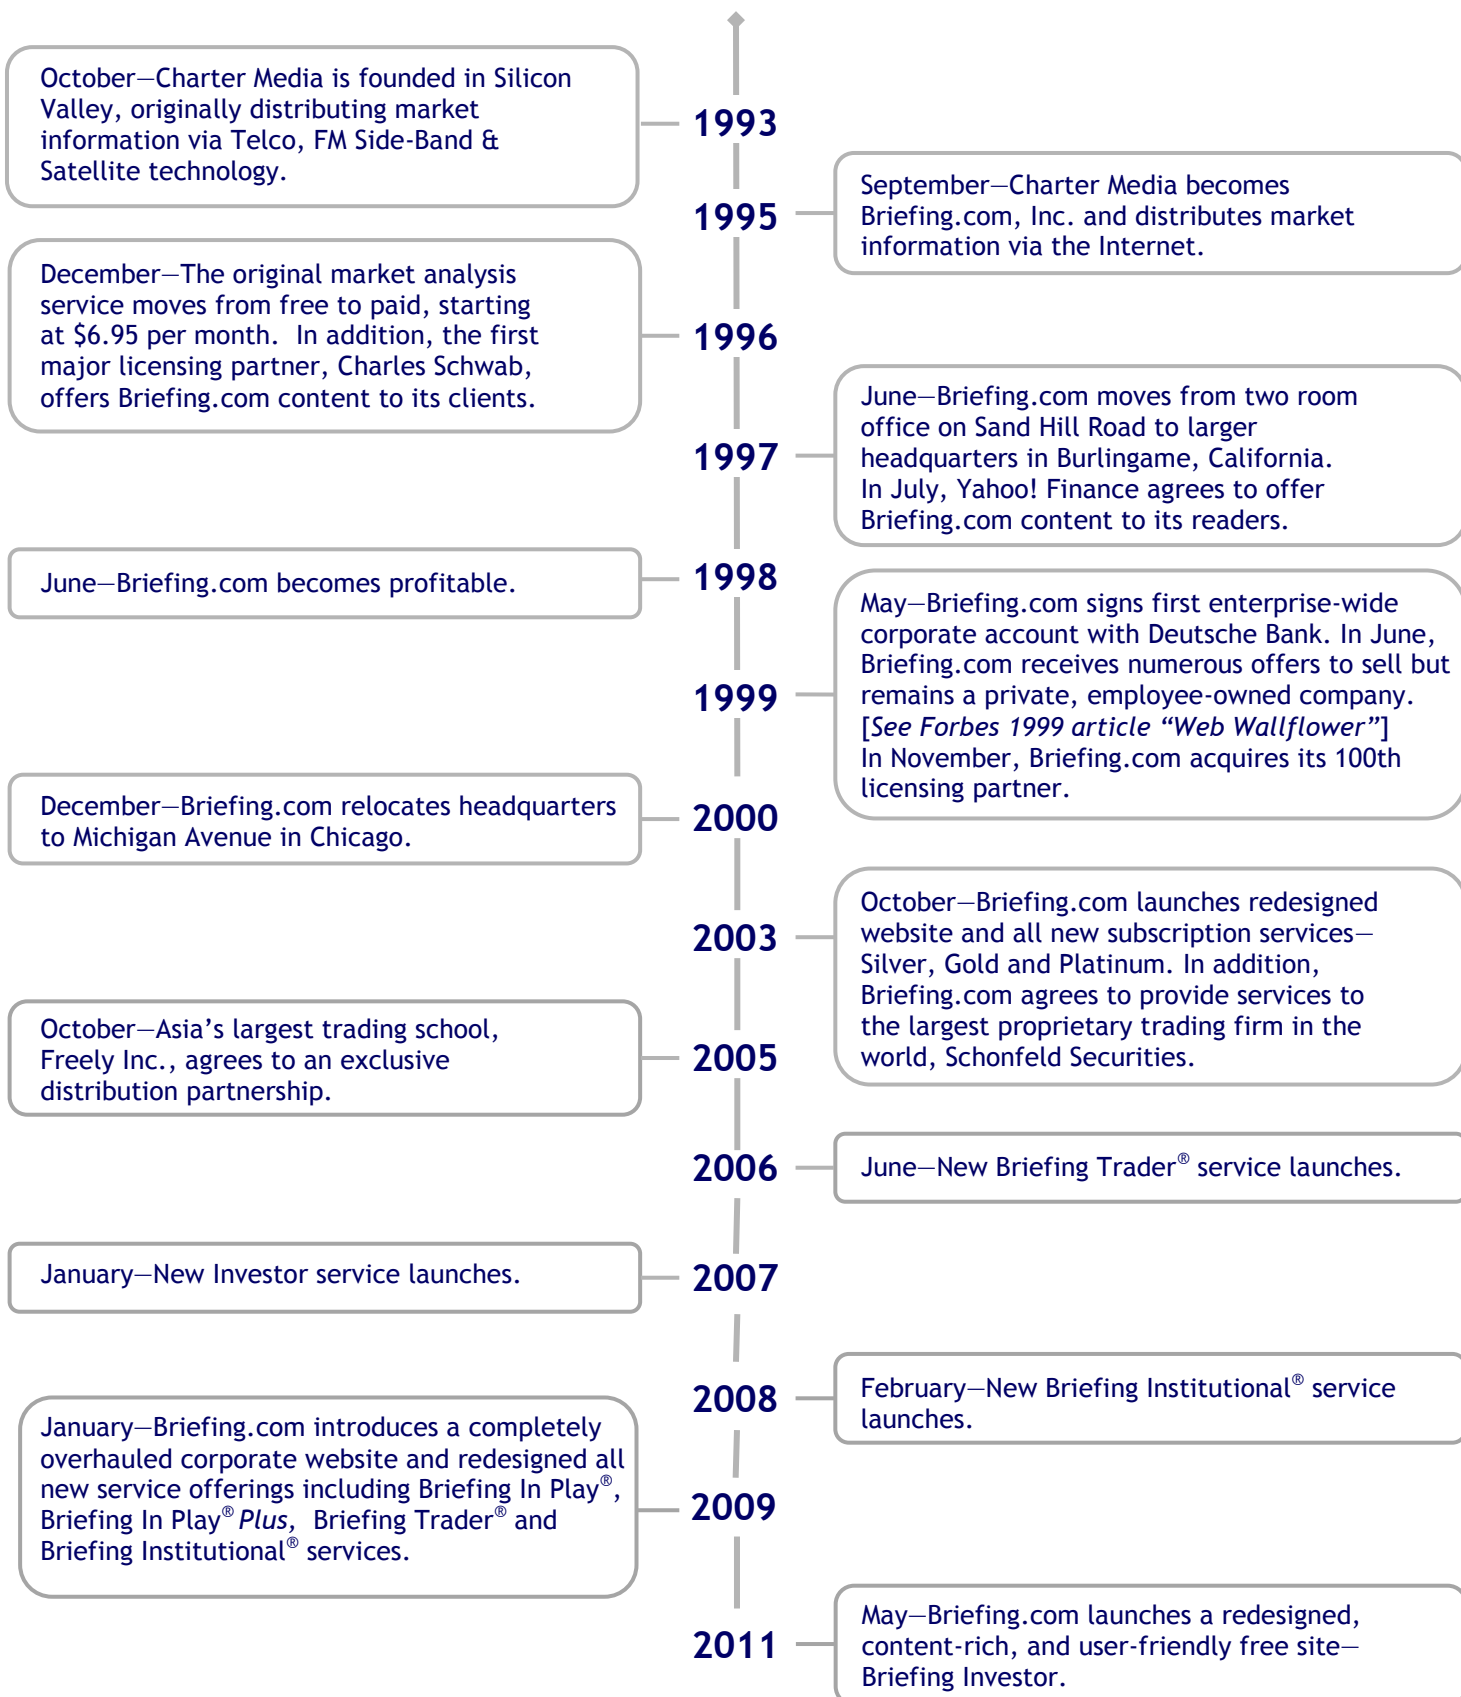 October—Charter Media is founded in Silicon
Valley, originally distributing market
information via Telco, FM Side-Band &
Satellite technology.
1993
September—Charter Media becomes
Briefing.com, Inc. and distributes market
information via the Internet.
1995
December—The original market analysis
service moves from free to paid, starting
at $6.95 per month.  In addition, the first
major licensing partner, Charles Schwab,
offers Briefing.com content to its clients.
1996
June—Briefing.com moves from two room
office on Sand Hill Road to larger
headquarters in Burlingame, California.
In July, Yahoo! Finance agrees to offer
Briefing.com content to its readers.
1997
June—Briefing.com becomes profitable.
1998
May—Briefing.com signs first enterprise-wide
corporate account with Deutsche Bank. In June,
Briefing.com receives numerous offers to sell but
remains a private, employee-owned company.
[See Forbes 1999 article “Web Wallflower”]
In November, Briefing.com acquires its 100th
licensing partner.
1999
December—Briefing.com relocates headquarters
to Michigan Avenue in Chicago.
2000
October—Briefing.com launches redesigned
website and all new subscription services—
Silver, Gold and Platinum. In addition,
Briefing.com agrees to provide services to
the largest proprietary trading firm in the
world, Schonfeld Securities.
2003
October—Asia’s largest trading school,
Freely Inc., agrees to an exclusive
distribution partnership.
2005
June—New Briefing Trader® service launches.
2006
January—New Investor service launches.
2007
February—New Briefing Institutional® service
launches.
2008
January—Briefing.com introduces a completely
overhauled corporate website and redesigned all
new service offerings including Briefing In Play®,
Briefing In Play® Plus,  Briefing Trader® and
Briefing Institutional® services.
2009
May—Briefing.com launches a redesigned,
content-rich, and user-friendly free site—
Briefing Investor.
2011